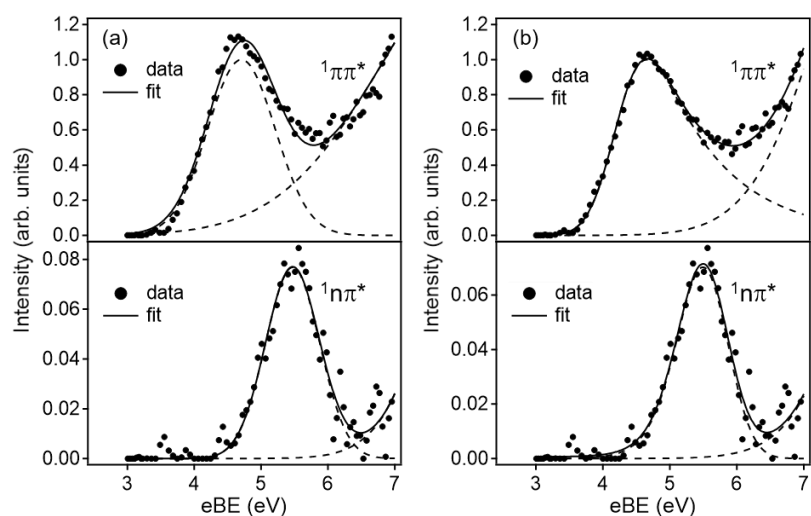 (a)
1.2
1.0
0.8
0.6
0.4
0.2
0.0
data
fit
¹ππ*
Intensity (arb. units)
0.08
0.06
0.04
0.02
0.00
data
fit
¹nπ*
3 4 5 6 7
eBE (eV)
(b)
1.2
1.0
0.8
0.6
0.4
0.2
0.0
data
fit
¹ππ*
Intensity (arb. units)
0.06
0.04
0.02
0.00
data
fit
¹nπ*
3 4 5 6 7
eBE (eV)